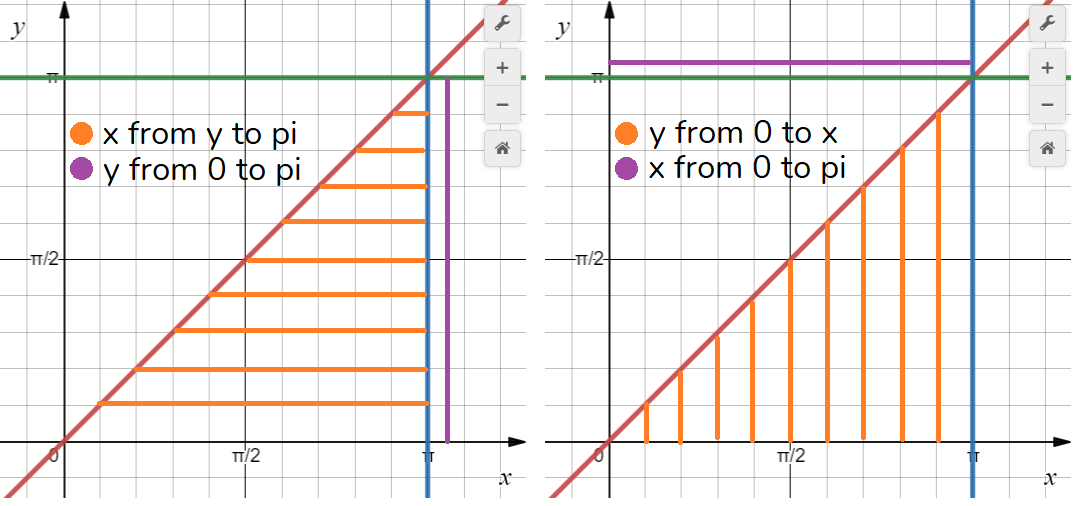 y
π
x from y to pi
y from 0 to pi
π/2
0
π/2
π
x
+
−
y
π
y from 0 to x
x from 0 to pi
π/2
0
π/2
π
x
+
−